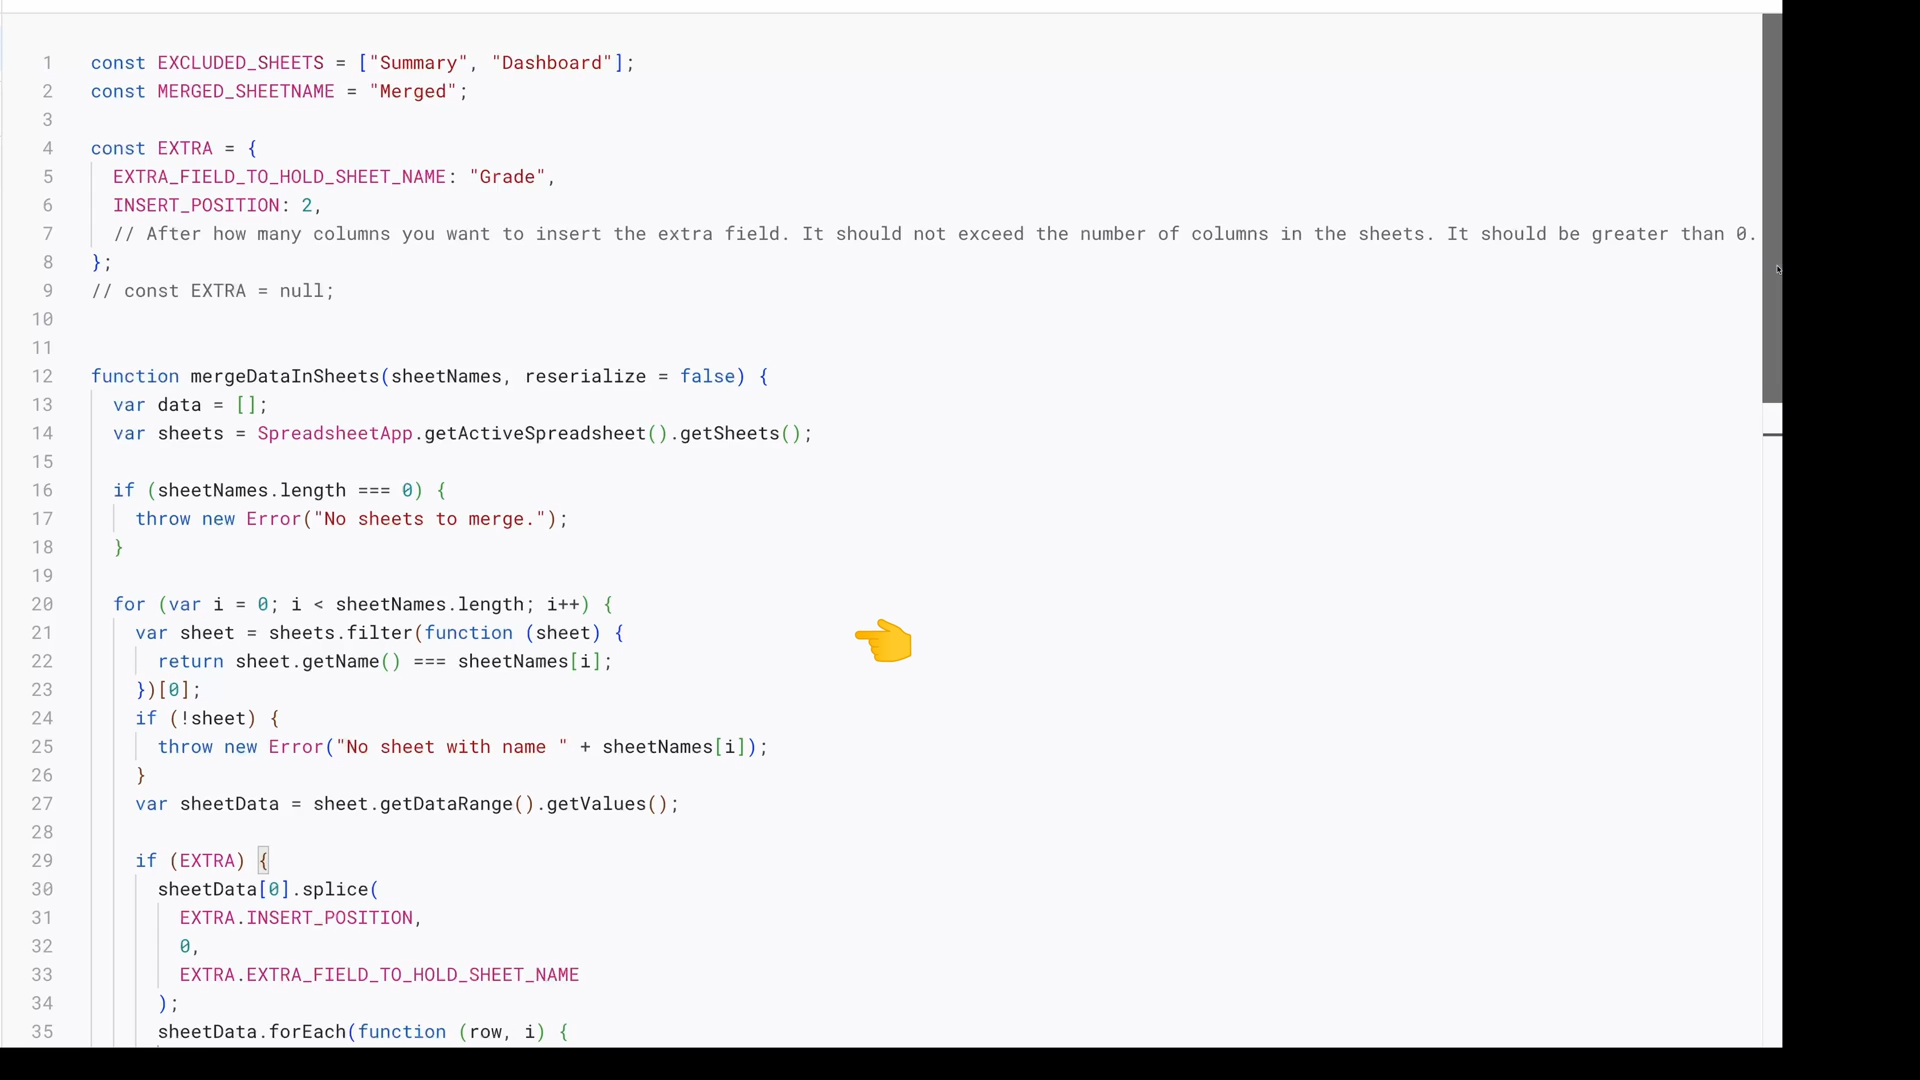 1 const EXCLUDED_SHEETS = ["Summary", "Dashboard"];
2 const MERGED_SHEETNAME = "Merged";
3
4 const EXTRA = {
5   EXTRA_FIELD_TO_HOLD_SHEET_NAME: "Grade",
6   INSERT_POSITION: 2,
7   // After how many columns you want to insert the extra field. It should not exceed the number of columns in the sheets. It should be greater than 0.
8 };
9 // const EXTRA = null;
10
11
12 function mergeDataInSheets(sheetNames, reserialize = false) {
13   var data = [];
14   var sheets = SpreadsheetApp.getActiveSpreadsheet().getSheets();
15
16   if (sheetNames.length === 0) {
17     throw new Error("No sheets to merge.");
18   }
19
20   for (var i = 0; i < sheetNames.length; i++) {
21     var sheet = sheets.filter(function (sheet) {
22       return sheet.getName() === sheetNames[i];
23     })[0];
24     if (!sheet) {
25       throw new Error("No sheet with name " + sheetNames[i]);
26     }
27     var sheetData = sheet.getDataRange().getValues();
28
29     if (EXTRA) {
30       sheetData[0].splice(
31         EXTRA.INSERT_POSITION,
32         0,
33         EXTRA.EXTRA_FIELD_TO_HOLD_SHEET_NAME
34       );
35       sheetData.forEach(function (row, i) {